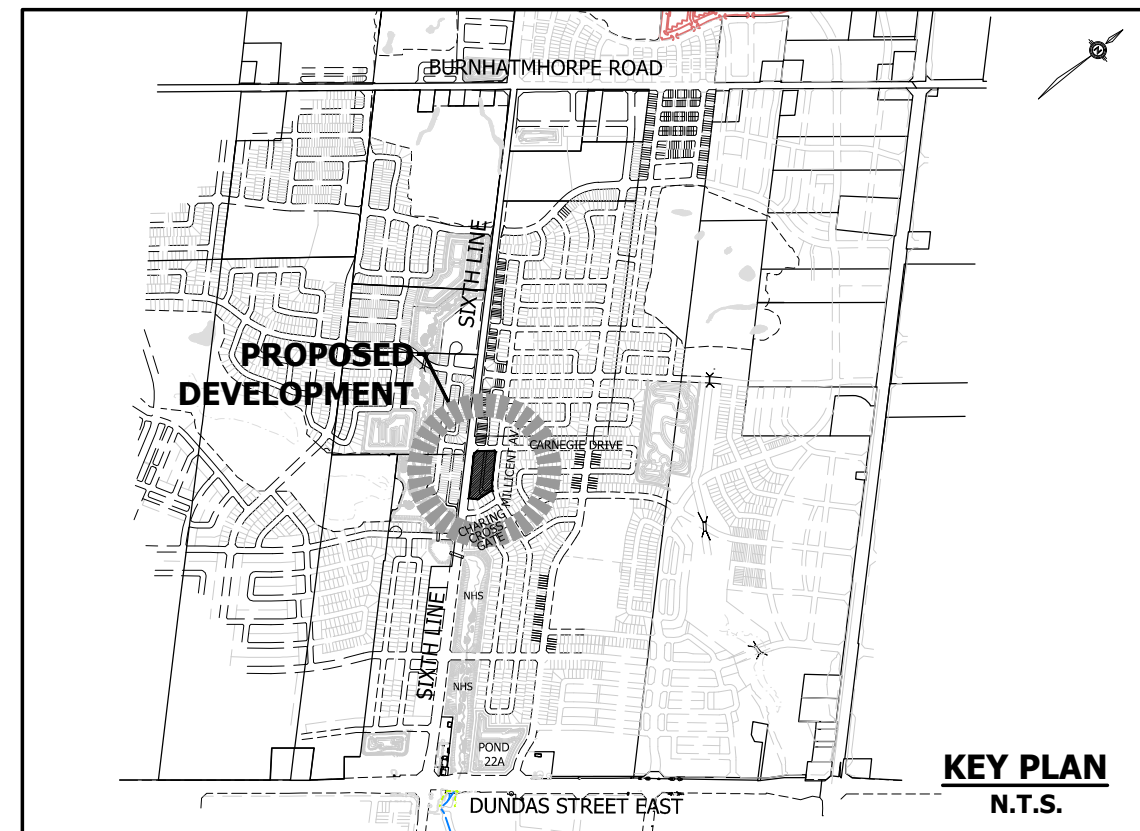 BURNHATMHORPE ROAD
N
SIXTH LINE
PROPOSED
DEVELOPMENT
MILLICENT AV.
CARNEGIE DRIVE
CHARING
CROSS
GATE
NHS
SIXTH LINE
NHS
POND
22A
KEY PLAN
N.T.S.
DUNDAS STREET EAST